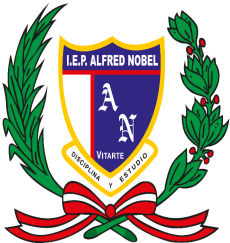 I.E.P. ALFRED NOBEL
A
N
VITARTE
DISCIPLINA Y ESTUDIO